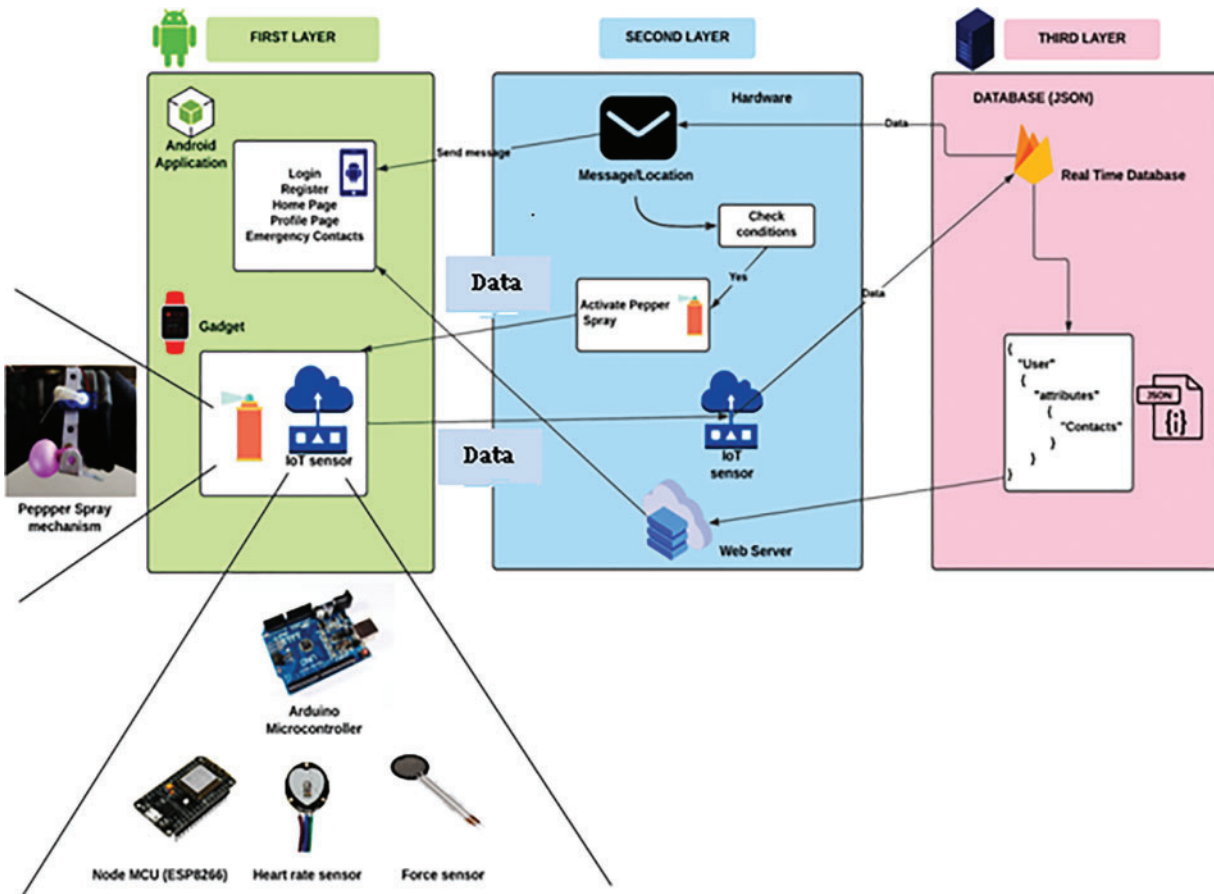 FIRST LAYER
SECOND LAYER
THIRD LAYER
Android
Application
Login
Register
Home Page
Profile Page
Emergency Contacts
Send message
Gadget
IoT sensor
Peppper Spray
mechanism
Hardware
Message/Location
Check
conditions
Yes
Activate Pepper
Spray
Data
Data
Data
Data
IoT
sensor
Web Server
DATABASE (JSON)
Real Time Database
{
"User"
{
"attributes"
{
"Contacts"
}
}
}
JSON
{i}
Arduino
Microcontroller
Node MCU (ESP8266)
Heart rate sensor
Force sensor